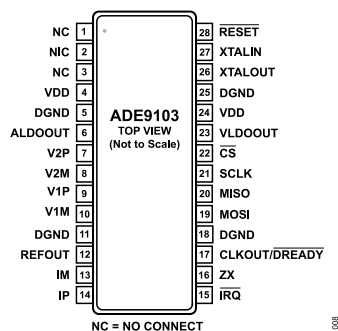 NC 1
NIC 2
NC 3
VDD 4
DGND 5
ALDOOUT 6
V2P 7
V2M 8
V1P 9
V1M 10
DGND 11
REFOUT 12
IM 13
IP 14
ADE9103
TOP VIEW
(Not to Scale)
28 RESET
27 XTALIN
26 XTALOUT
25 DGND
24 VDD
23 VLDOOUT
22 CS
21 SCLK
20 MISO
19 MOSI
18 DGND
17 CLKOUT/DREADY
16 ZX
15 IRQ
NC = NO CONNECT
008